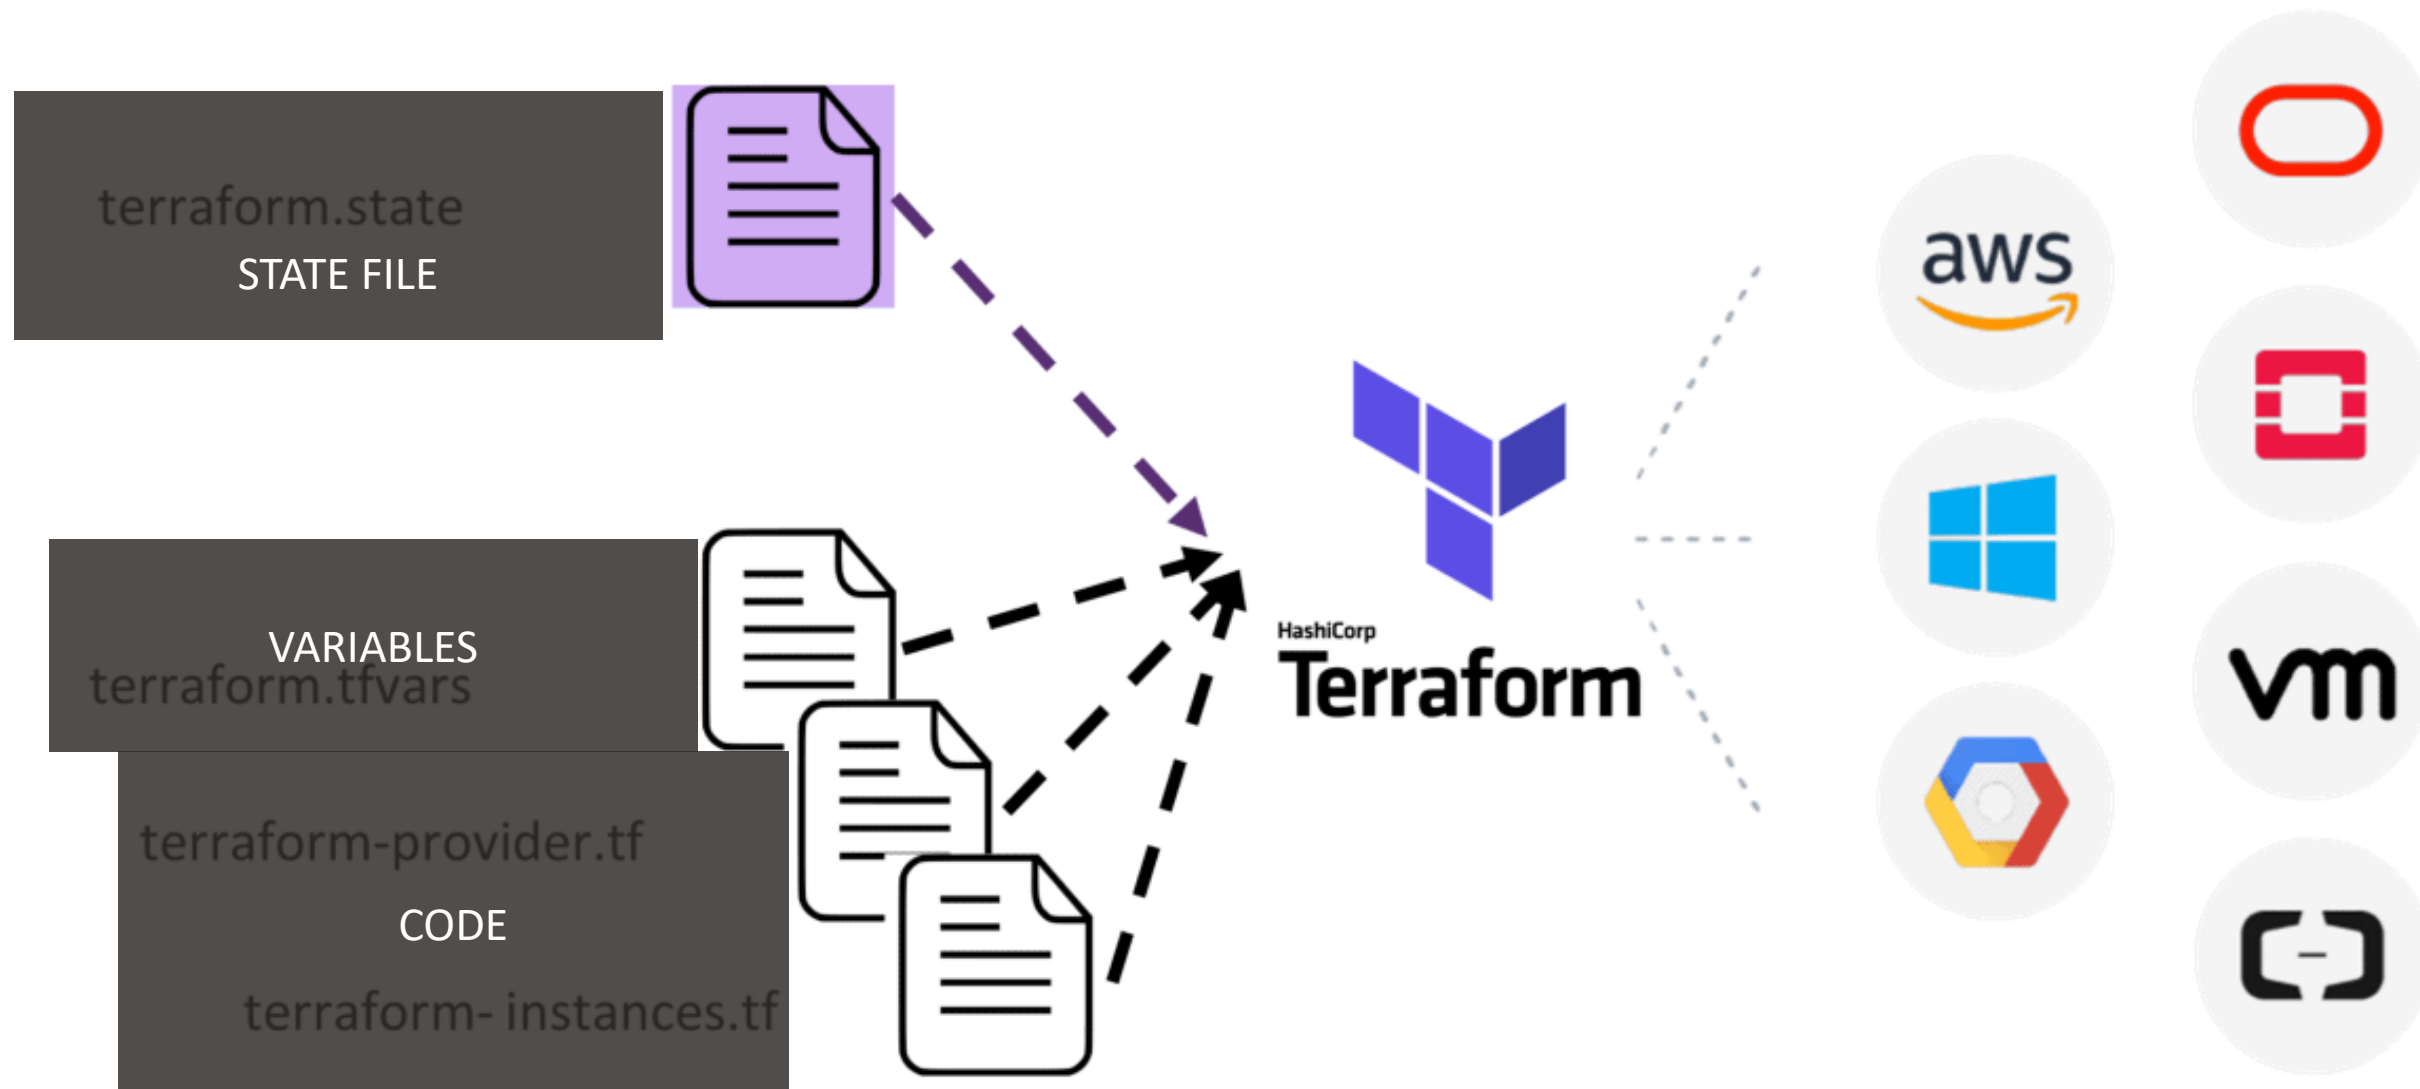 terraform.state
STATE FILE
VARIABLES
terraform.tfvars
terraform-provider.tf
CODE
terraform- instances.tf
HashiCorp
Terraform
aws
vm